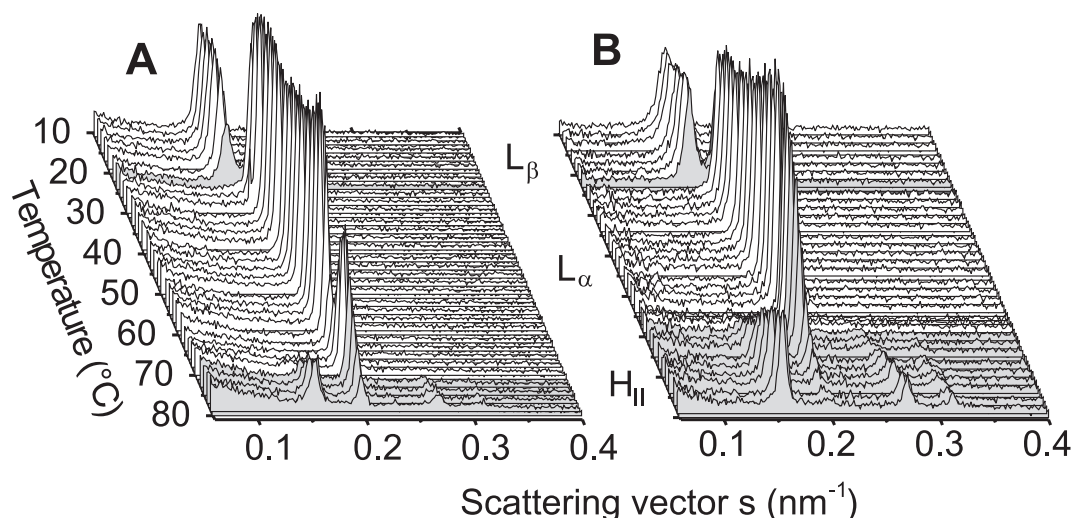 A
B
10
20
30
40
50
60
70
80
Temperature (°C)
Lβ
Lα
HII
0.1
0.2
0.3
0.4
0.1
0.2
0.3
0.4
Scattering vector s (nm⁻¹)